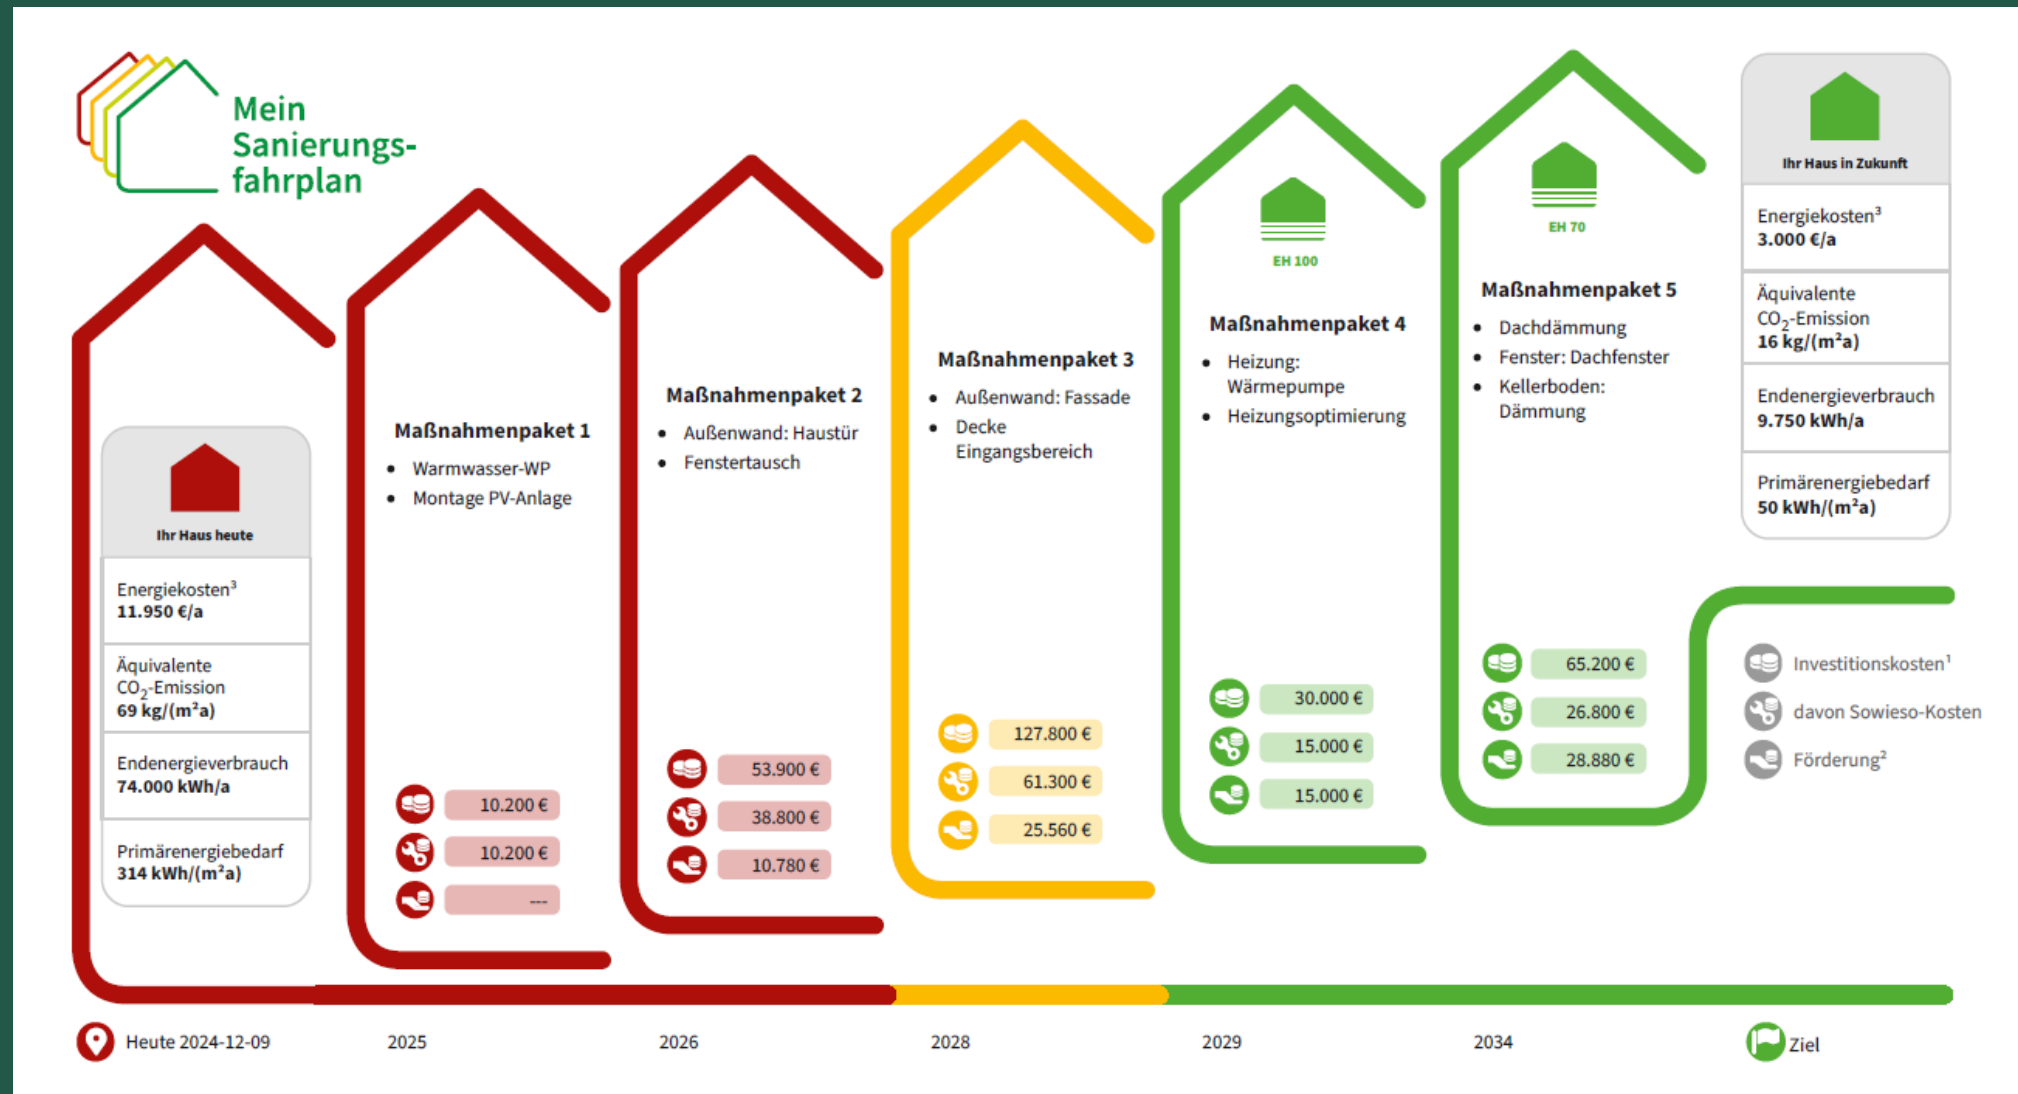 Mein
Sanierungs-
fahrplan
Ihr Haus heute
Energiekosten³
11.950 €/a
Äquivalente
CO₂-Emission
69 kg/(m²a)
Endenergieverbrauch
74.000 kWh/a
Primärenergiebedarf
314 kWh/(m²a)
Maßnahmenpaket 1
• Warmwasser-WP
• Montage PV-Anlage
10.200 €
10.200 €
---
Maßnahmenpaket 2
• Außenwand: Haustür
• Fenstertausch
53.900 €
38.800 €
10.780 €
Maßnahmenpaket 3
• Außenwand: Fassade
• Decke
Eingangsbereich
127.800 €
61.300 €
25.560 €
EH 100
Maßnahmenpaket 4
• Heizung:
Wärmepumpe
• Heizungsoptimierung
30.000 €
15.000 €
15.000 €
EH 70
Maßnahmenpaket 5
• Dachdämmung
• Fenster: Dachfenster
• Kellerboden:
Dämmung
65.200 €
26.800 €
28.880 €
Ihr Haus in Zukunft
Energiekosten³
3.000 €/a
Äquivalente
CO₂-Emission
16 kg/(m²a)
Endenergieverbrauch
9.750 kWh/a
Primärenergiebedarf
50 kWh/(m²a)
Investitionskosten¹
davon Sowieso-Kosten
Förderung²
Heute 2024-12-09
2025
2026
2028
2029
2034
Ziel